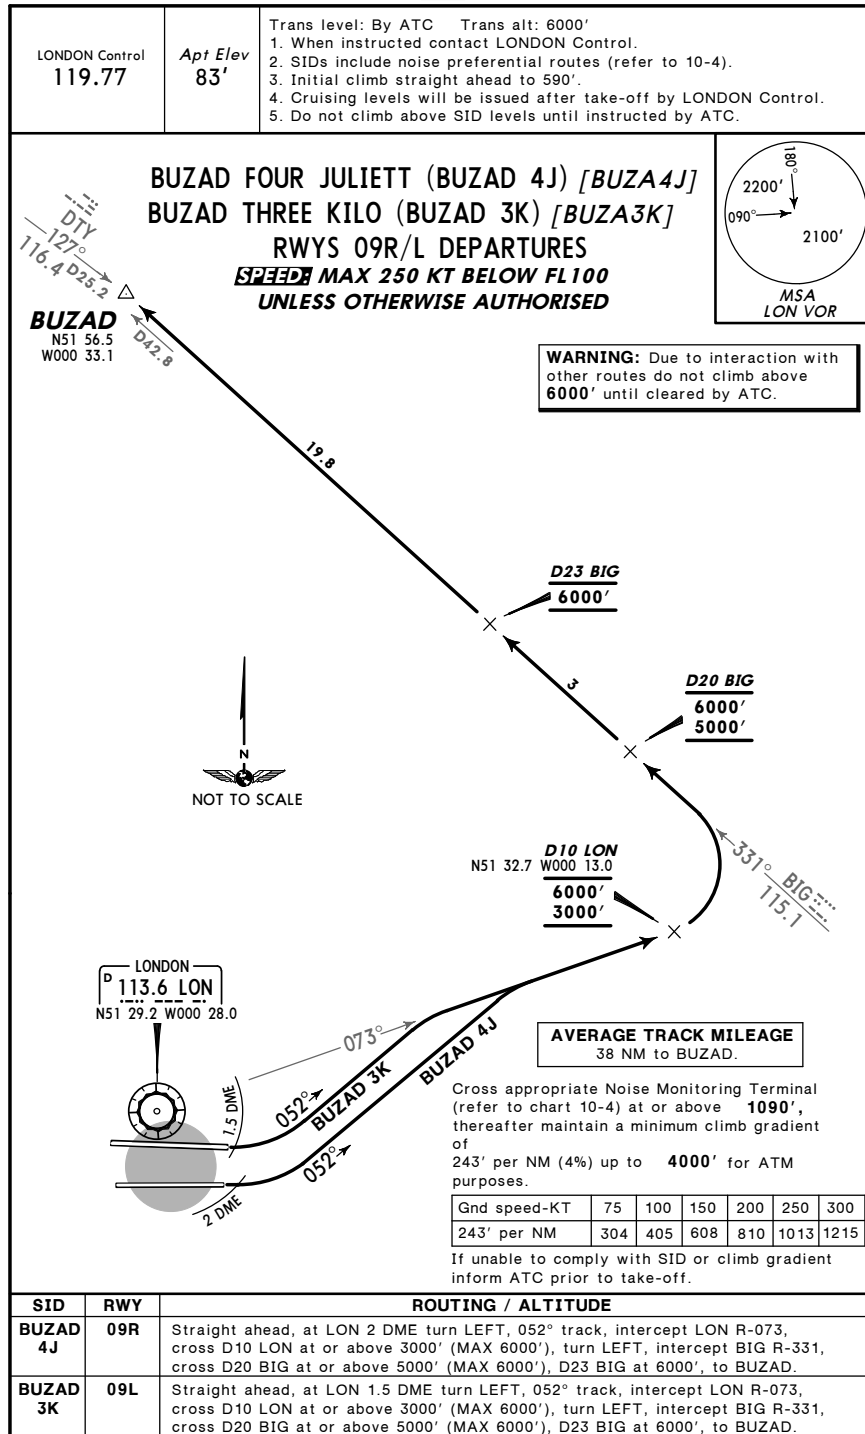 LONDON Control
119.77
Apt Elev
83'
Trans level: By ATC Trans alt: 6000'
1. When instructed contact LONDON Control.
2. SIDs include noise preferential routes (refer to 10-4).
3. Initial climb straight ahead to 590'.
4. Cruising levels will be issued after take-off by LONDON Control.
5. Do not climb above SID levels until instructed by ATC.
BUZAD FOUR JULIETT (BUZAD 4J) [BUZA4J]
BUZAD THREE KILO (BUZAD 3K) [BUZA3K]
RWYS 09R/L DEPARTURES
SPEED: MAX 250 KT BELOW FL100
UNLESS OTHERWISE AUTHORISED
180°
2200'
090°
2100'
MSA
LON VOR
DTY
127°
116.4 D25.2
BUZAD
N51 56.5
W000 33.1
D42.8
WARNING: Due to interaction with
other routes do not climb above
6000' until cleared by ATC.
19.8
D23 BIG
6000'
3
D20 BIG
6000'
5000'
N
NOT TO SCALE
D10 LON
N51 32.7 W000 13.0
6000'
3000'
331° BIG
115.1
LONDON
D 113.6 LON
N51 29.2 W000 28.0
073°
1.5 DME
052°
BUZAD 3K
BUZAD 4J
052°
2 DME
AVERAGE TRACK MILEAGE
38 NM to BUZAD.
Cross appropriate Noise Monitoring Terminal
(refer to chart 10-4) at or above 1090',
thereafter maintain a minimum climb gradient
of
243' per NM (4%) up to 4000' for ATM
purposes.
Gnd speed-KT 75 100 150 200 250 300
243' per NM 304 405 608 810 1013 1215
If unable to comply with SID or climb gradient
inform ATC prior to take-off.
SID RWY ROUTING / ALTITUDE
BUZAD 09R Straight ahead, at LON 2 DME turn LEFT, 052° track, intercept LON R-073,
4J cross D10 LON at or above 3000' (MAX 6000'), turn LEFT, intercept BIG R-331,
cross D20 BIG at or above 5000' (MAX 6000'), D23 BIG at 6000', to BUZAD.
BUZAD 09L Straight ahead, at LON 1.5 DME turn LEFT, 052° track, intercept LON R-073,
3K cross D10 LON at or above 3000' (MAX 6000'), turn LEFT, intercept BIG R-331,
cross D20 BIG at or above 5000' (MAX 6000'), D23 BIG at 6000', to BUZAD.